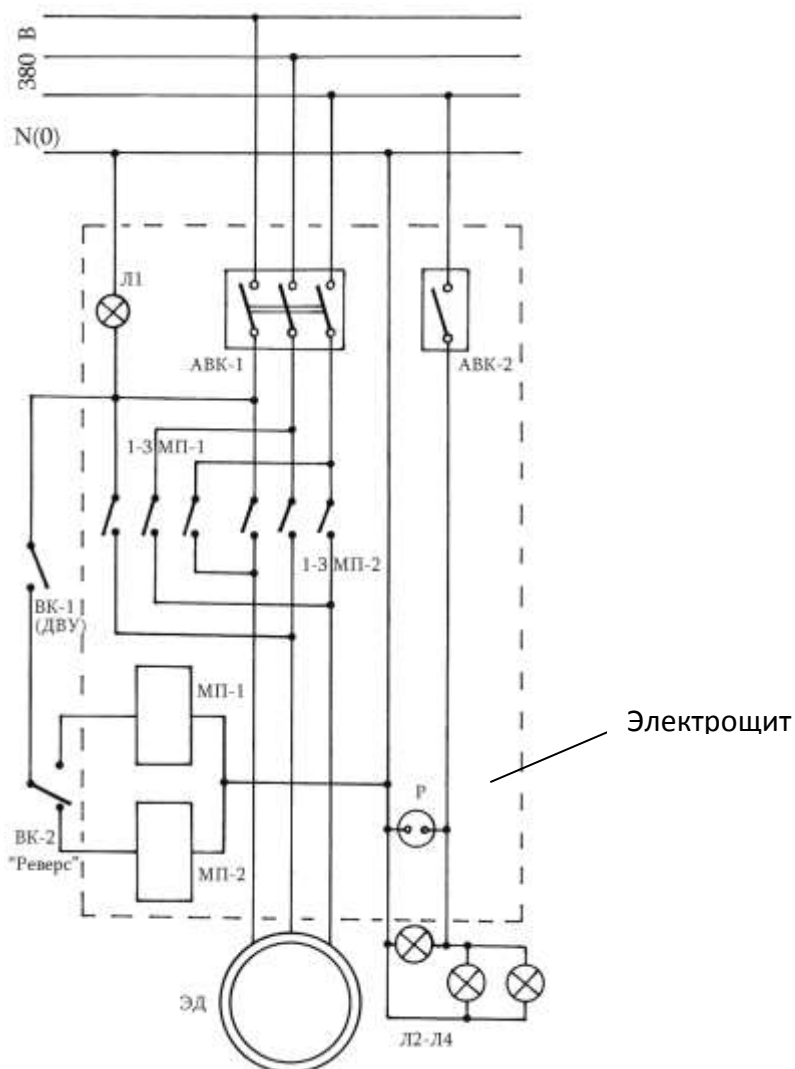 380 В
N(0)
Л1
АВК-1
АВК-2
1-3 МП-1
1-3 МП-2
ВК-1
(ДВУ)
МП-1
Электрощит
Р
ВК-2
"Реверс"
МП-2
ЭД
Л2-Л4